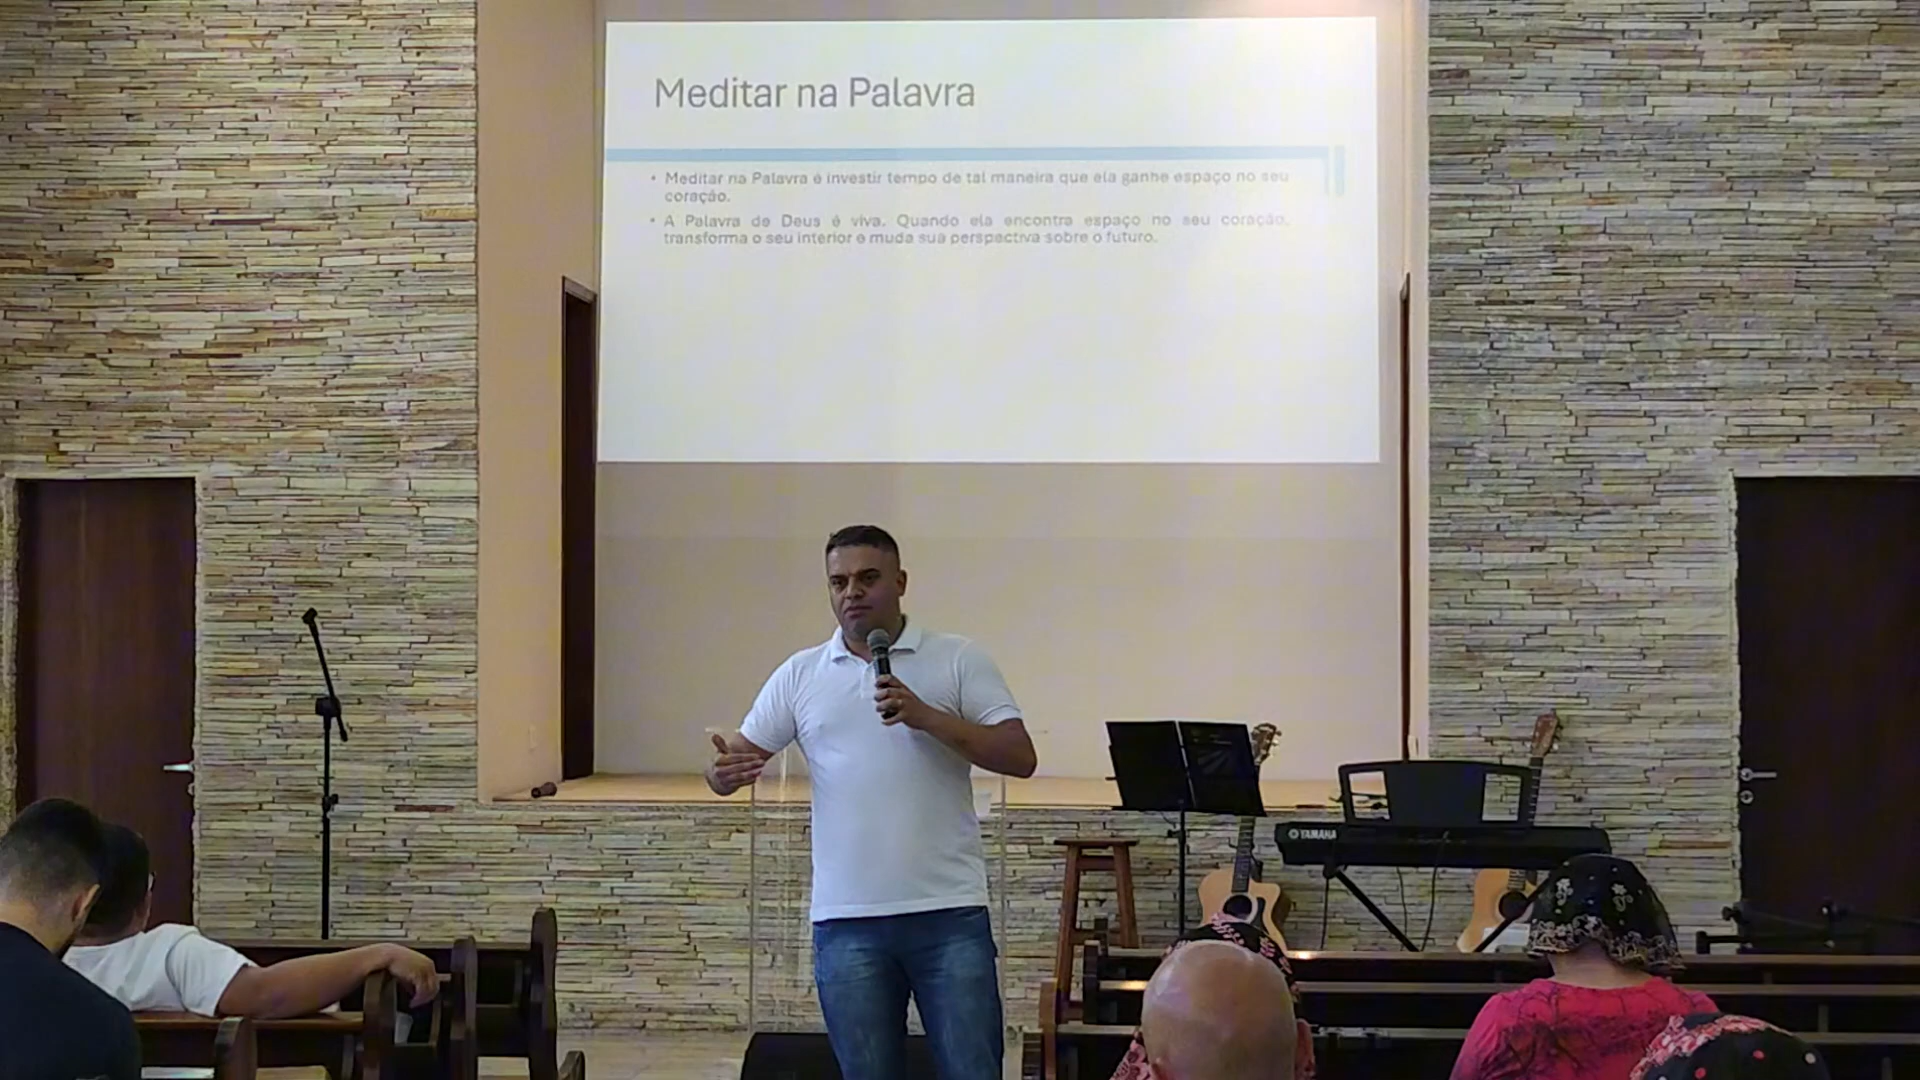 Meditar na Palavra
• Meditar na Palavra é investir tempo de tal maneira que ela ganhe espaço no seu
coração.
• A Palavra de Deus é viva. Quando ela encontra espaço no seu coração,
transforma o seu interior e muda sua perspectiva sobre o futuro.
YAMAHA